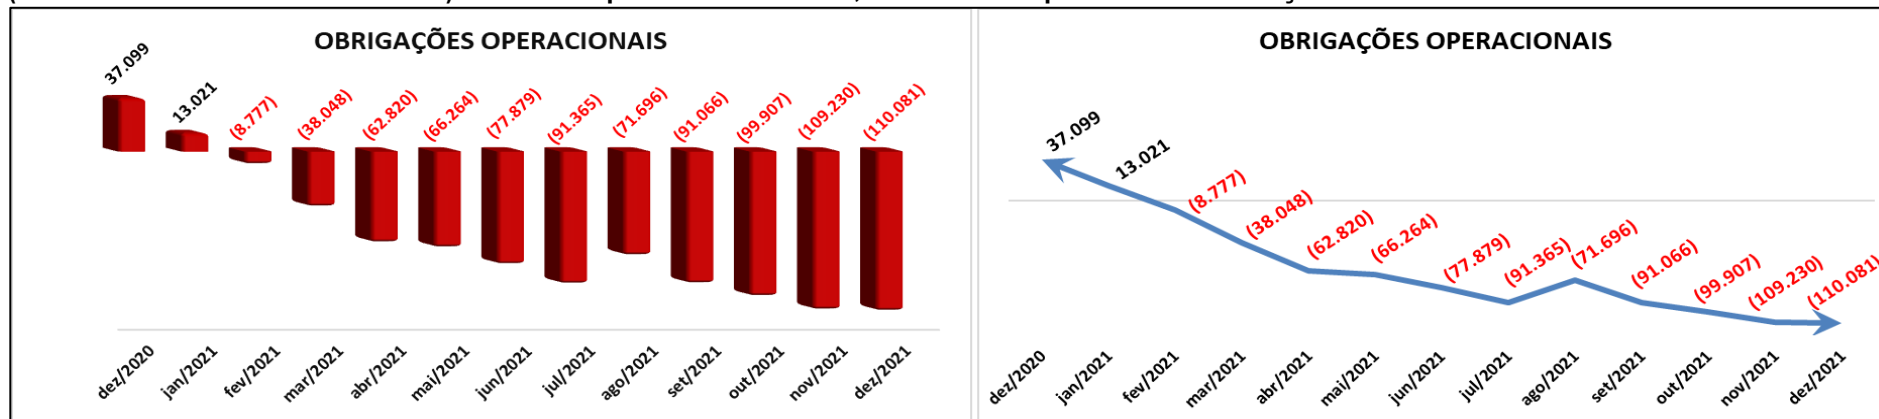 OBRIGAÇÕES OPERACIONAIS
37.099
13.021
(8.777)
(38.048)
(62.820)
(66.264)
(77.879)
(91.365)
(71.696)
(91.066)
(99.907)
(109.230)
(110.081)
dez/2020
jan/2021
fev/2021
mar/2021
abr/2021
mai/2021
jun/2021
jul/2021
ago/2021
set/2021
out/2021
nov/2021
dez/2021
OBRIGAÇÕES OPERACIONAIS
37.099
13.021
(8.777)
(38.048)
(62.820)
(66.264)
(77.879)
(91.365)
(71.696)
(91.066)
(99.907)
(109.230)
(110.081)
dez/2020
jan/2021
fev/2021
mar/2021
abr/2021
mai/2021
jun/2021
jul/2021
ago/2021
set/2021
out/2021
nov/2021
dez/2021